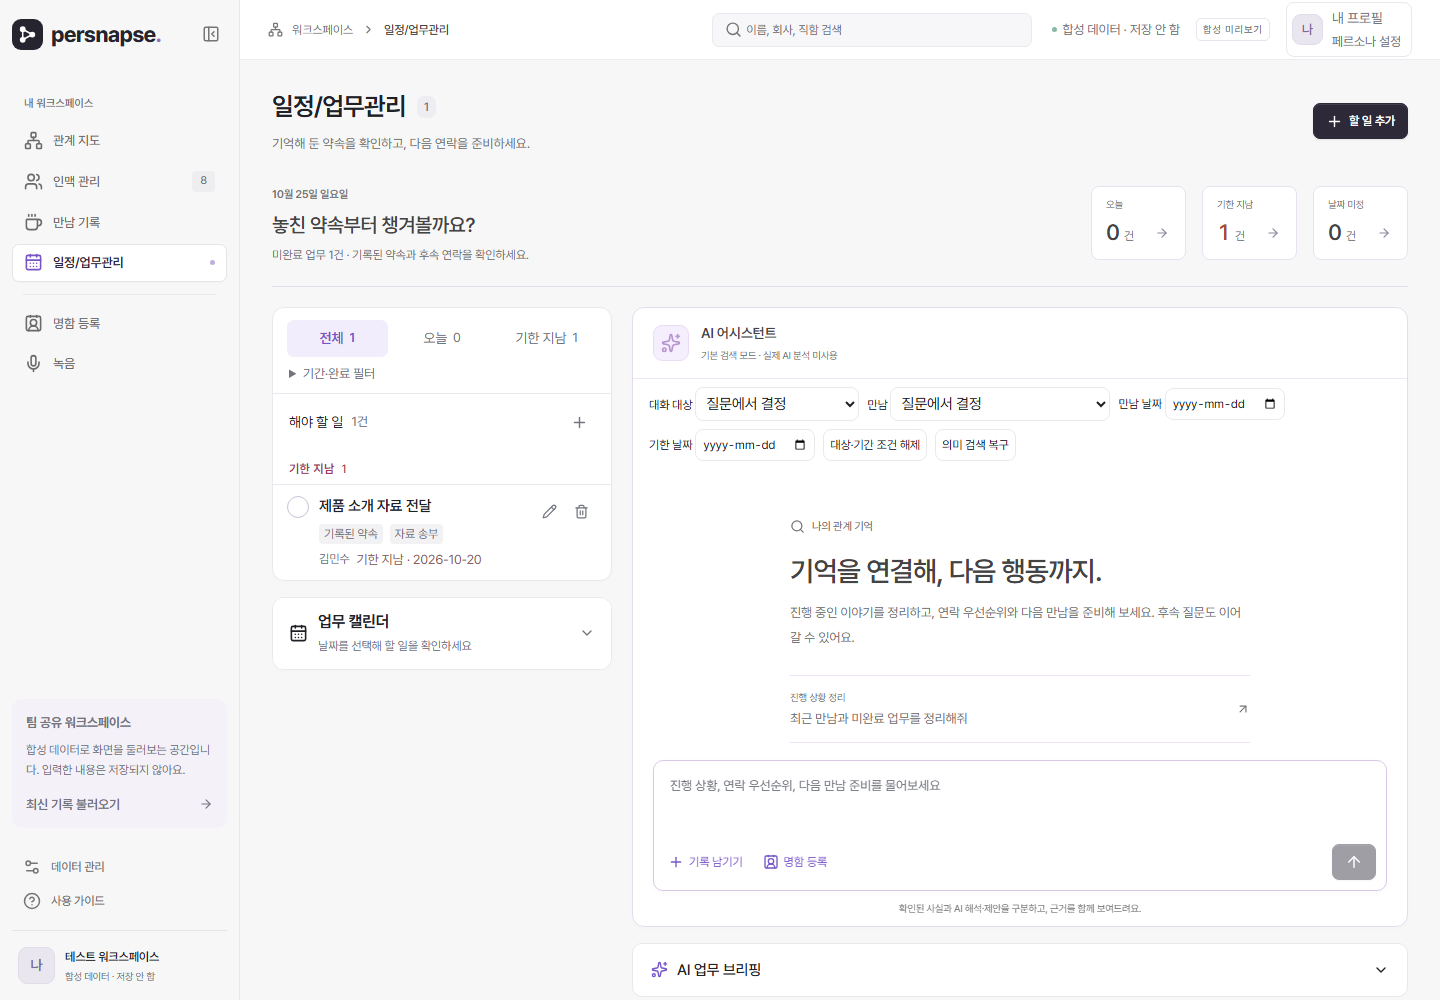 persnapse.
내 워크스페이스
관계 지도
인맥 관리 8
만남 기록
일정/업무관리
명함 등록
녹음
팀 공유 워크스페이스
합성 데이터로 화면을 둘러보는 공간입니
다. 입력한 내용은 저장되지 않아요.
최신 기록 불러오기
데이터 관리
사용 가이드
나
테스트 워크스페이스
합성 데이터 · 저장 안 함
워크스페이스 일정/업무관리
이름, 회사, 직함 검색
합성 데이터 · 저장 안 함
합성 미리보기
나
내 프로필
페르소나 설정
일정/업무관리 1
기억해 둔 약속을 확인하고, 다음 연락을 준비하세요.
할 일 추가
10월 25일 일요일
놓친 약속부터 챙겨볼까요?
미완료 업무 1건 · 기록된 약속과 후속 연락을 확인하세요.
오늘
0 건
기한 지남
1 건
날짜 미정
0 건
전체 1 오늘 0 기한 지남 1
기간·완료 필터
해야 할 일 1건
기한 지남 1
제품 소개 자료 전달
기록된 약속 자료 송부
김민수 기한 지남 · 2026-10-20
업무 캘린더
날짜를 선택해 할 일을 확인하세요
AI 어시스턴트
기본 검색 모드 · 실제 AI 분석 미사용
대화 대상 질문에서 결정 만남 질문에서 결정 만남 날짜 yyyy-mm-dd
기한 날짜 yyyy-mm-dd 대상·기간 조건 해제 의미 검색 복구
나의 관계 기억
기억을 연결해, 다음 행동까지.
진행 중인 이야기를 정리하고, 연락 우선순위와 다음 만남을 준비해 보세요. 후속 질문도 이어
갈 수 있어요.
진행 상황 정리
최근 만남과 미완료 업무를 정리해줘
진행 상황, 연락 우선순위, 다음 만남 준비를 물어보세요
기록 남기기 명함 등록
확인된 사실과 AI 해석·제안을 구분하고, 근거를 함께 보여드려요.
AI 업무 브리핑